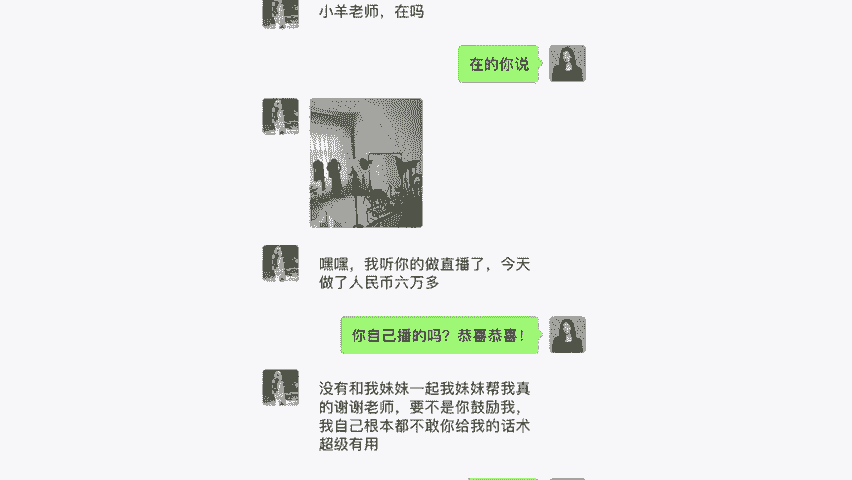 小羊老师，在吗
在的你说
嘿嘿，我听你的做直播了，今天
做了人民币六万多
你自己播的吗？恭喜恭喜！
没有和我妹妹一起我妹妹帮我真
的谢谢老师，要不是你鼓励我，
我自己根本都不敢你给我的话术
超级有用